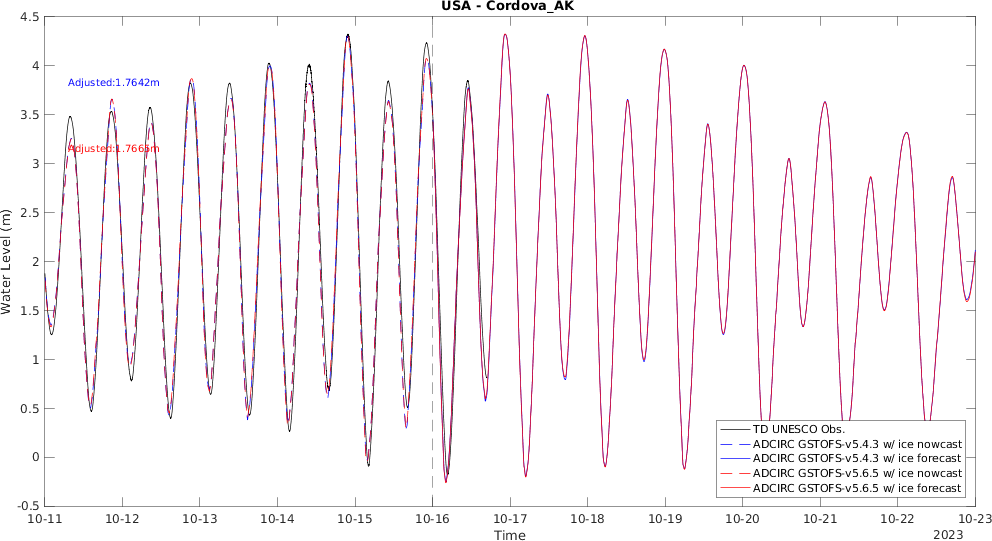 USA - Cordova_AK
4.5
4
3.5
3
2.5
2
1.5
1
0.5
0
-0.5
Water Level (m)
Adjusted:1.7642m
Adjusted:1.7665m
TD UNESCO Obs.
ADCIRC GSTOFS-v5.4.3 w/ ice nowcast
ADCIRC GSTOFS-v5.4.3 w/ ice forecast
ADCIRC GSTOFS-v5.6.5 w/ ice nowcast
ADCIRC GSTOFS-v5.6.5 w/ ice forecast
10-11 10-12 10-13 10-14 10-15 10-16 10-17 10-18 10-19 10-20 10-21 10-22 10-23
Time
2023